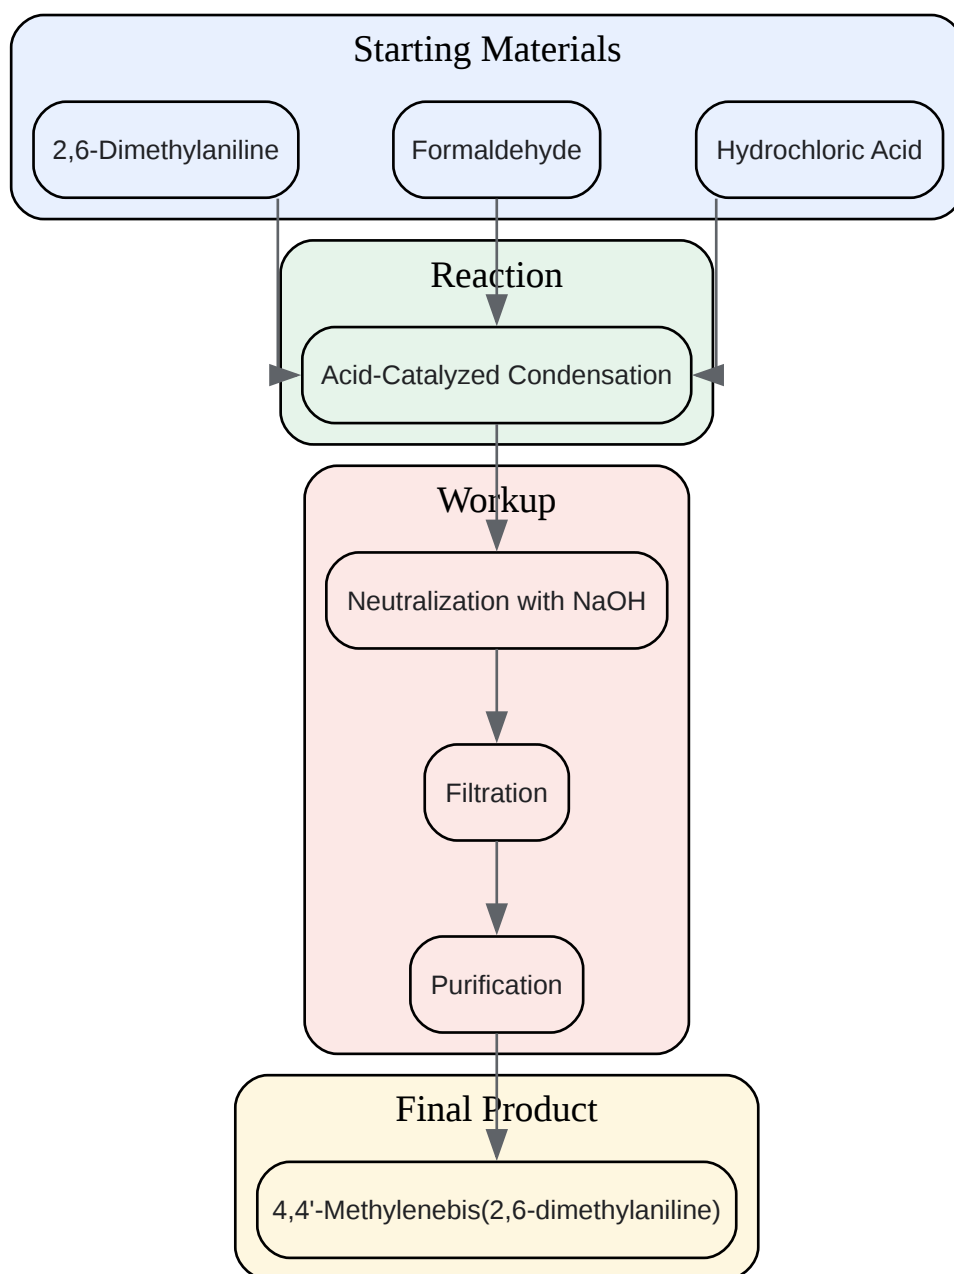 Starting Materials
2,6-Dimethylaniline
Formaldehyde
Hydrochloric Acid
Reaction
Acid-Catalyzed Condensation
Workup
Neutralization with NaOH
Filtration
Purification
Final Product
4,4'-Methylenebis(2,6-dimethylaniline)